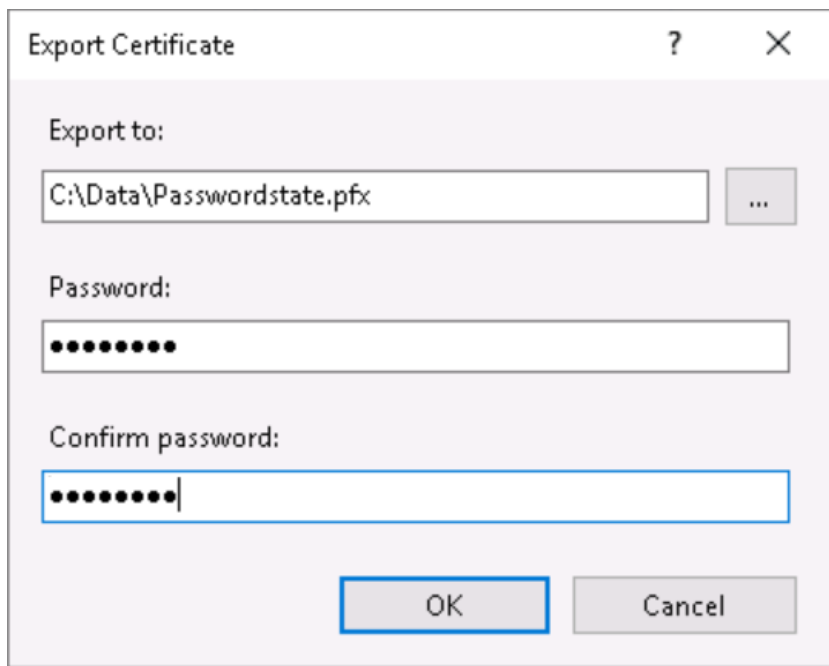 Export Certificate ? ×
Export to:
C:\Data\Passwordstate.pfx ...
Password:
●●●●●●●●
Confirm password:
●●●●●●●●
OK Cancel